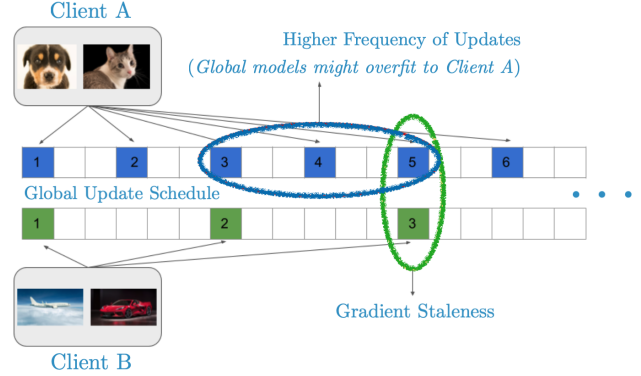 Client A
Higher Frequency of Updates
(Global models might overfit to Client A)
1 2 3 4 5 6
Global Update Schedule
1 2 3
Gradient Staleness
Client B